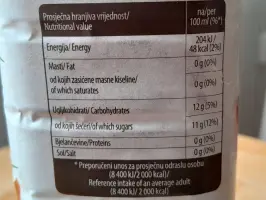 Prosječna hranjiva vrijednost/
Nutritional value
na/per
100 ml (%*)
Energija/ Energy
204 kJ/
48 kcal (2%)
Masti/ Fat
0 g (0%)
od kojih zasićene masne kiseline/
of which saturates
0 g (0%)
Ugljikohidrati/ Carbohydrates
12 g (5%)
od kojih šećeri/of which sugars
11 g (12%)
Bjelančevine/Proteins
0 g (0%)
Sol/Salt
0 g (0%)
* Preporučeni unos za prosječnu odraslu osobu
(8 400 kJ/2 000 kcal)/
Reference intake of an average adult
(8 400 kJ/ 2 000 kcal)